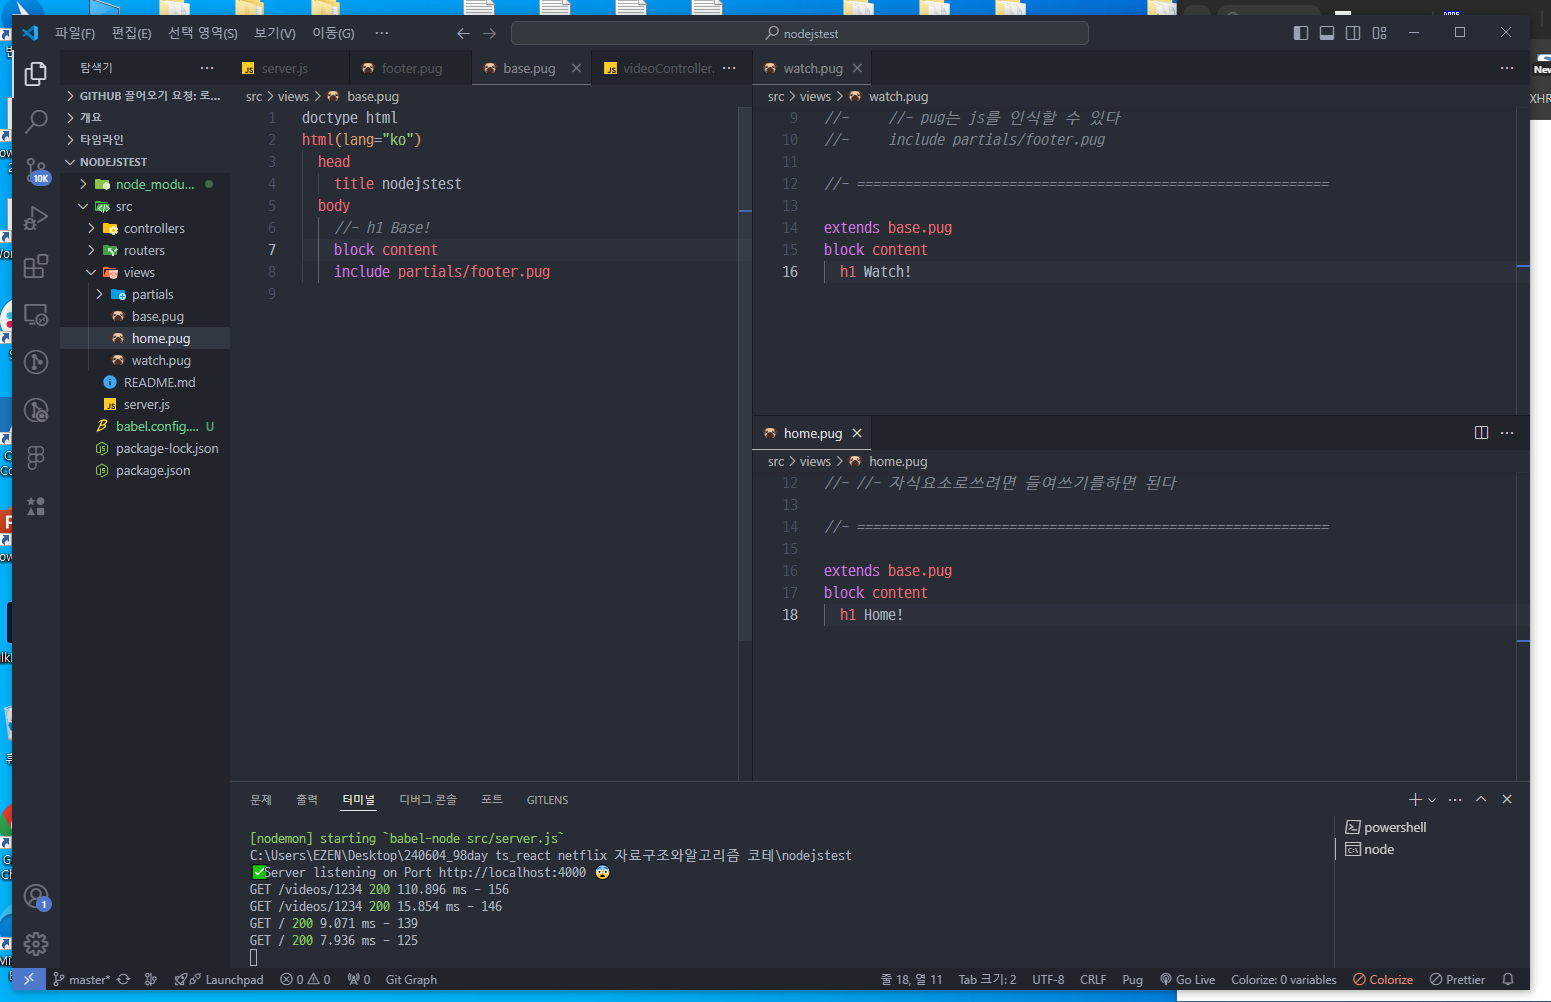 파일(F) 편집(E) 선택 영역(S) 보기(V) 이동(G) ··· nodejstest
탐색기 ···
GITHUB 끌어오기 요청: 로...
개요
타임라인
NODEJSTEST
node_modu...
src
controllers
routers
views
partials
base.pug
home.pug
watch.pug
README.md
server.js
babel.config.... U
package-lock.json
package.json
10K
1
server.js footer.pug base.pug videoController. ···
src > views > base.pug
1 doctype html
2 html(lang="ko")
3 head
4 title nodejstest
5 body
6 //- h1 Base!
7 block content
8 include partials/footer.pug
9
watch.pug ···
src > views > watch.pug
9 //- //- pug는 js를 인식할 수 있다
10 //- include partials/footer.pug
11
12 //- ===========================================================
13
14 extends base.pug
15 block content
16 h1 Watch!
home.pug ···
src > views > home.pug
12 //- //- 자식요소로쓰려면 들여쓰기를하면 된다
13
14 //- ===========================================================
15
16 extends base.pug
17 block content
18 h1 Home!
문제 출력 터미널 디버그 콘솔 포트 GITLENS
[nodemon] starting `babel-node src/server.js`
C:\Users\EZEN\Desktop\240604_98day ts_react netflix 자료구조와알고리즘 코테\nodejstest
✅Server listening on Port http://localhost:4000 😨
GET /videos/1234 200 110.896 ms - 156
GET /videos/1234 200 15.854 ms - 146
GET / 200 9.071 ms - 139
GET / 200 7.936 ms - 125
powershell
node
master* Launchpad 0 0 0 Git Graph 줄 18, 열 11 Tab 크기: 2 UTF-8 CRLF Pug Go Live Colorize: 0 variables Colorize Prettier
New
XHR